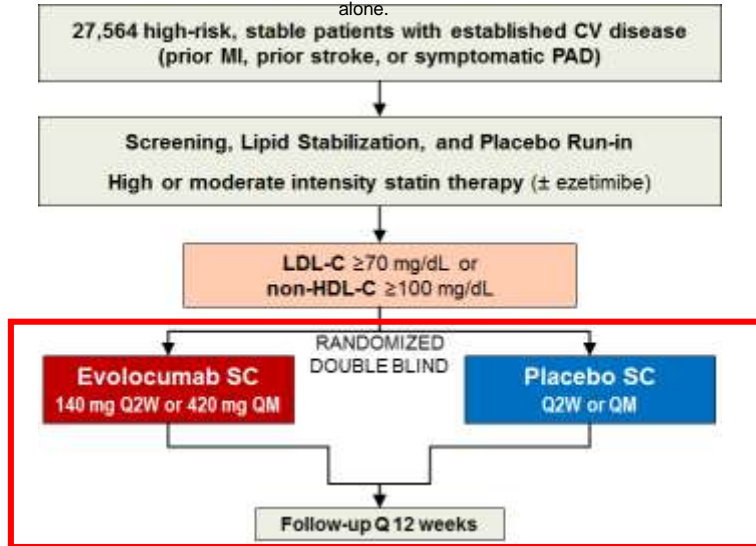 alone.
27,564 high-risk, stable patients with established CV disease
(prior MI, prior stroke, or symptomatic PAD)
Screening, Lipid Stabilization, and Placebo Run-in
High or moderate intensity statin therapy (± ezetimibe)
LDL-C ≥70 mg/dL or
non-HDL-C ≥100 mg/dL
RANDOMIZED
DOUBLE BLIND
Evolocumab SC
140 mg Q2W or 420 mg QM
Placebo SC
Q2W or QM
Follow-up Q 12 weeks